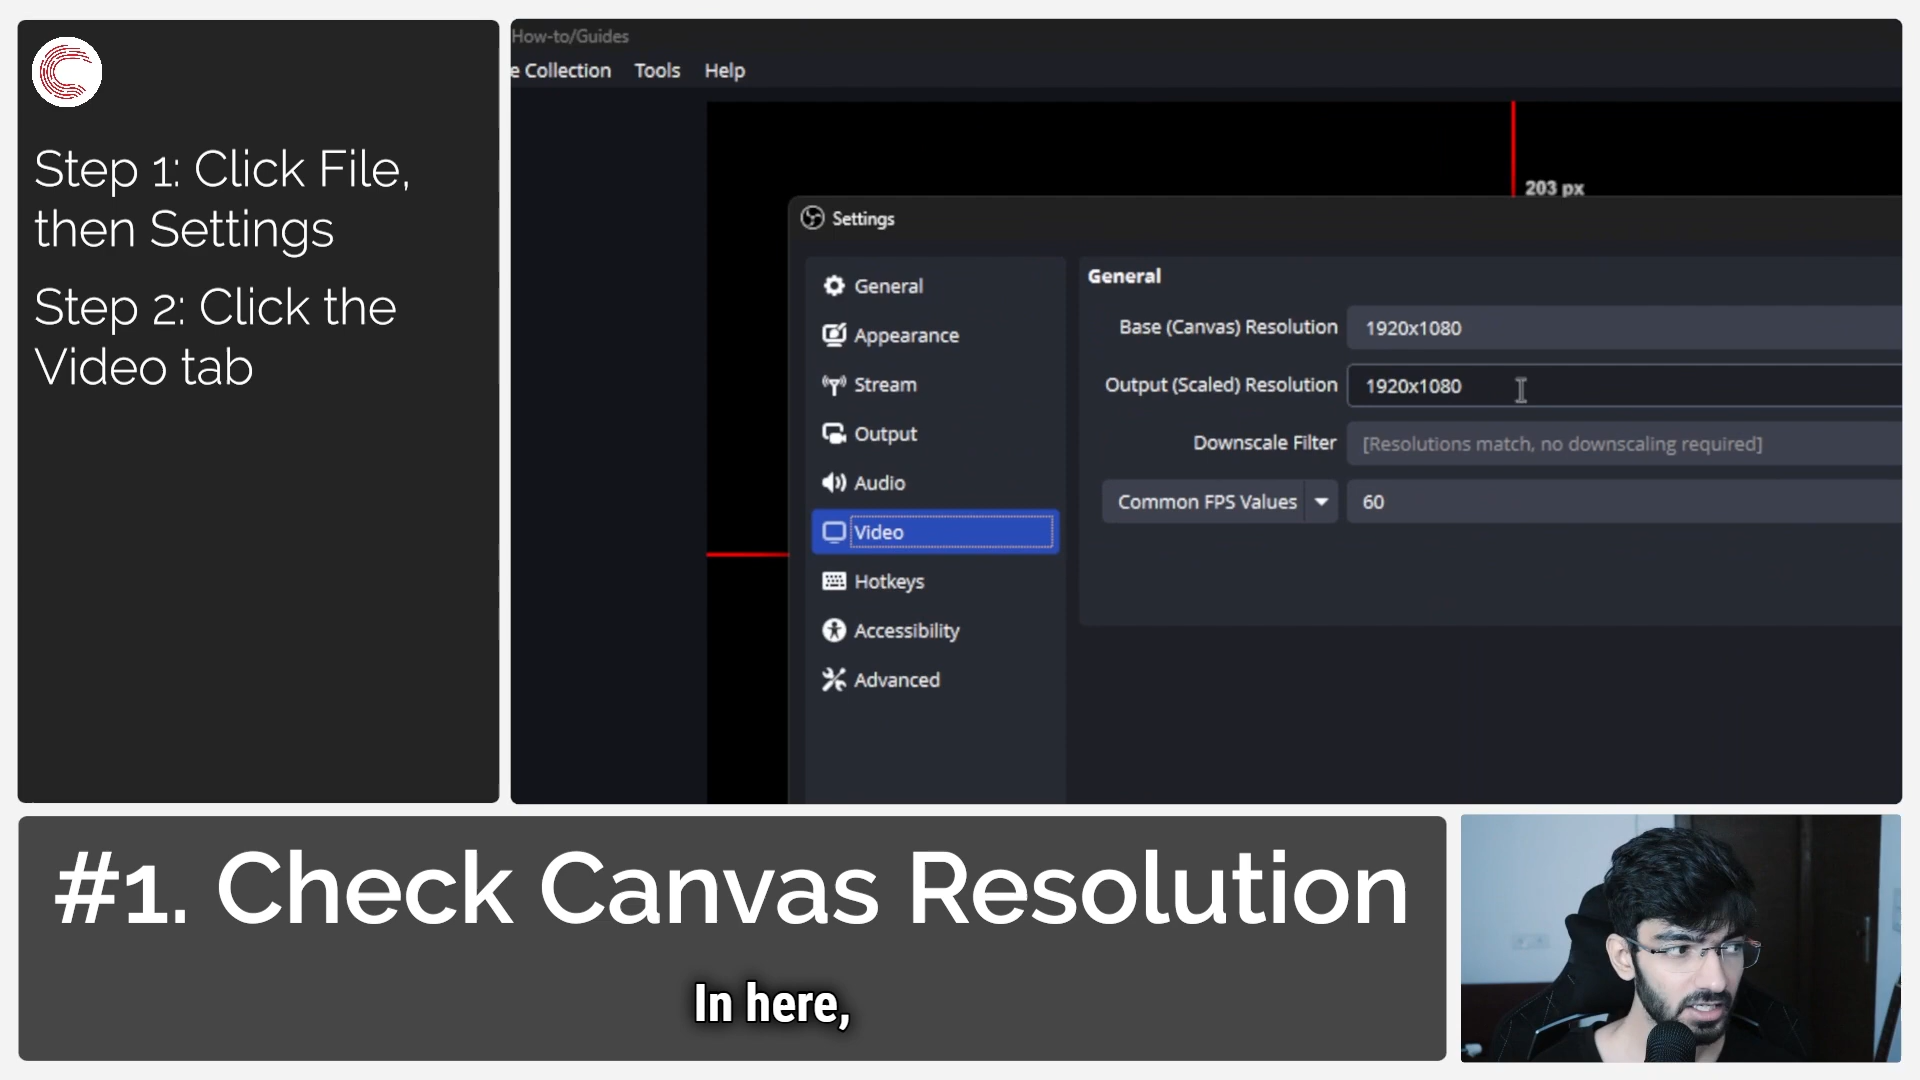 Step 1: Click File,
then Settings
Step 2: Click the
Video tab
How-to/Guides
e Collection Tools Help
203 px
Settings
General
Appearance
Stream
Output
Audio
Video
Hotkeys
Accessibility
Advanced
General
Base (Canvas) Resolution 1920x1080
Output (Scaled) Resolution 1920x1080
Downscale Filter [Resolutions match, no downscaling required]
Common FPS Values 60
#1. Check Canvas Resolution
In here,